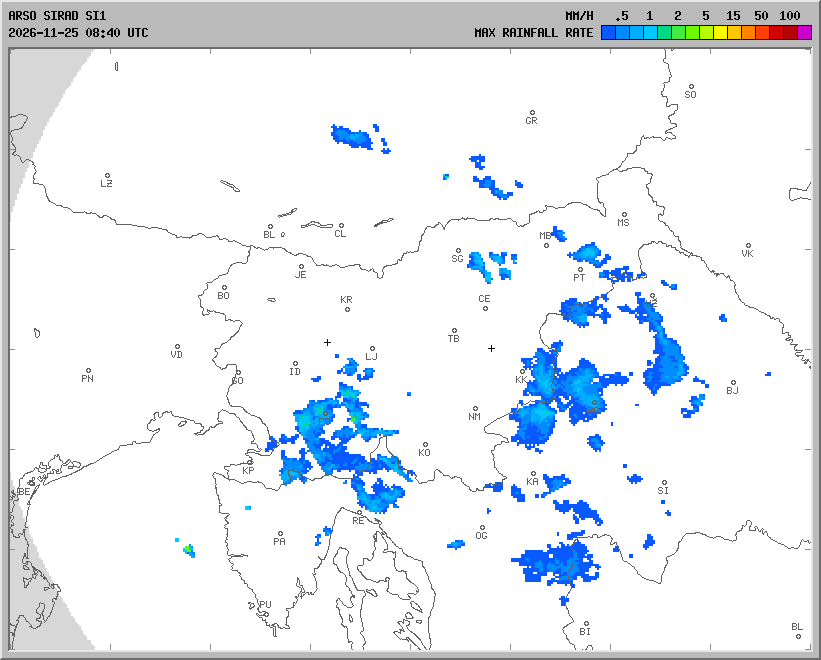 ARSO SIRAD SI1
MM/H .5 1 2 5 15 50 100
2026-11-25 08:40 UTC
MAX RAINFALL RATE
SO
GR
LZ
MS
BL
CL
MB
VK
SG
JE
PT
BO
KR
CE
TB
VD
LJ
ID
PN
GO
KK
BJ
NM
KO
KP
KA
BE
SI
RE
OG
PA
PU
BI
BL